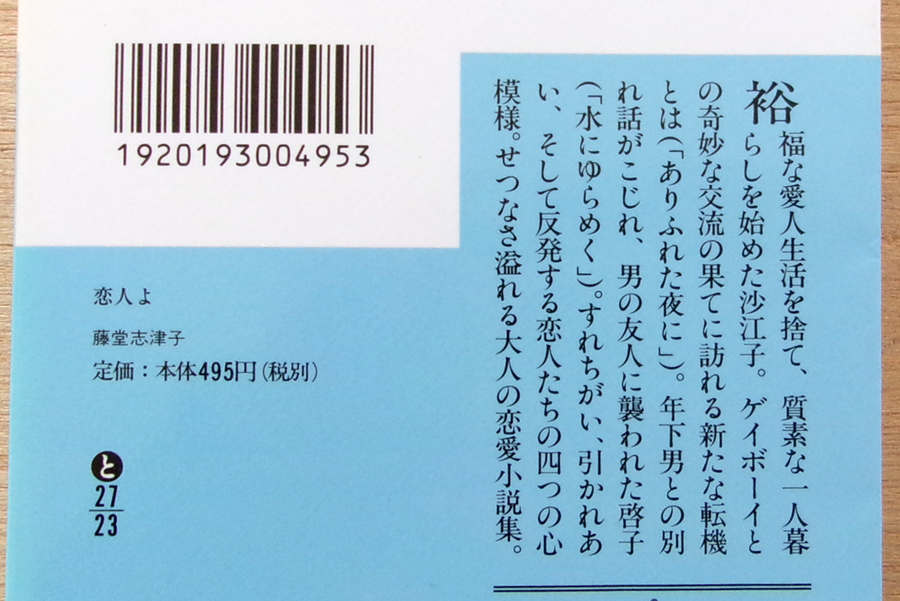 1920193004953
恋人よ
藤堂志津子
定価：本体495円（税別）
と
27
23
裕福な愛人生活を捨て、質素な一人暮
らしを始めた沙江子。ゲイボーイと
の奇妙な交流の果てに訪れる新たな転機
とは（「ありふれた夜に」）。年下男との別
れ話がこじれ、男の友人に襲われた啓子
（「水にゆらめく」）。すれちがい、引かれあ
い、そして反発する恋人たちの四つの心
模様。せつなさ溢れる大人の恋愛小説集。